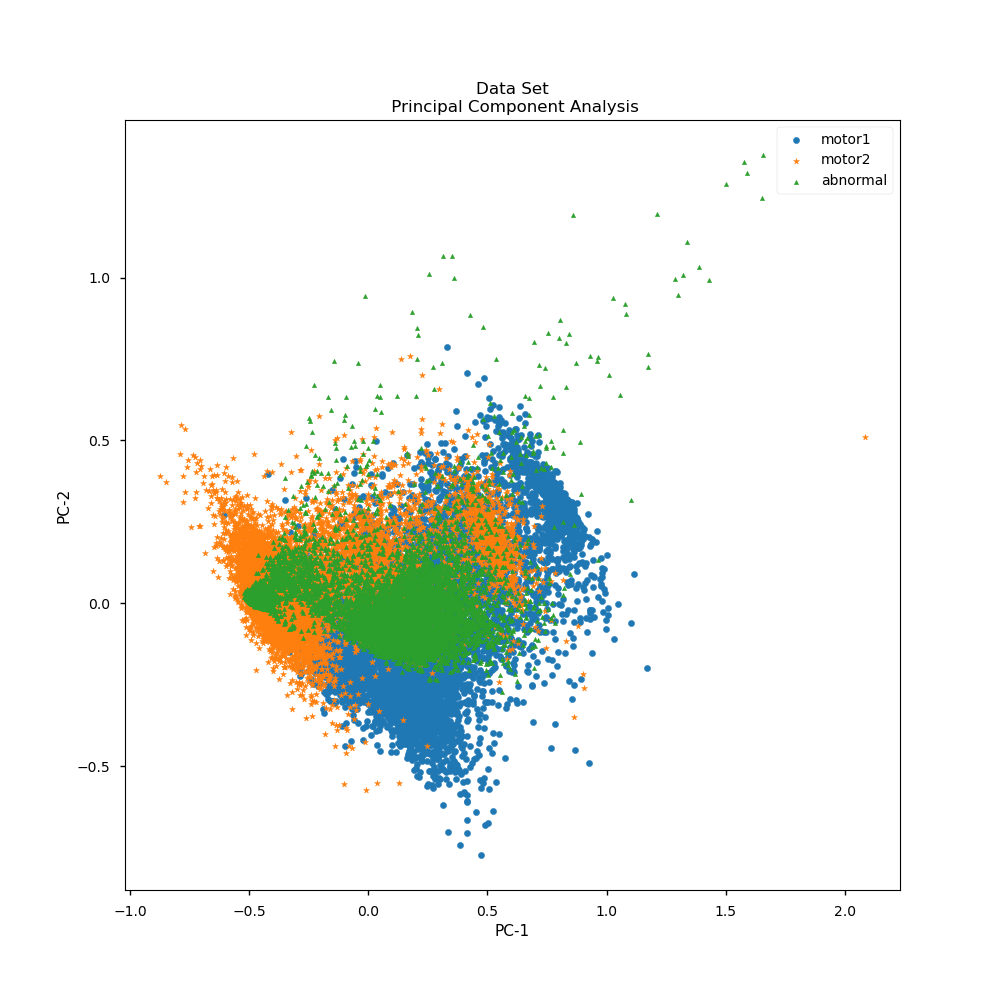 Data Set
Principal Component Analysis
motor1
motor2
abnormal
PC-2
1.0
0.5
0.0
−0.5
−1.0
−0.5
0.0
0.5
1.0
1.5
2.0
PC-1